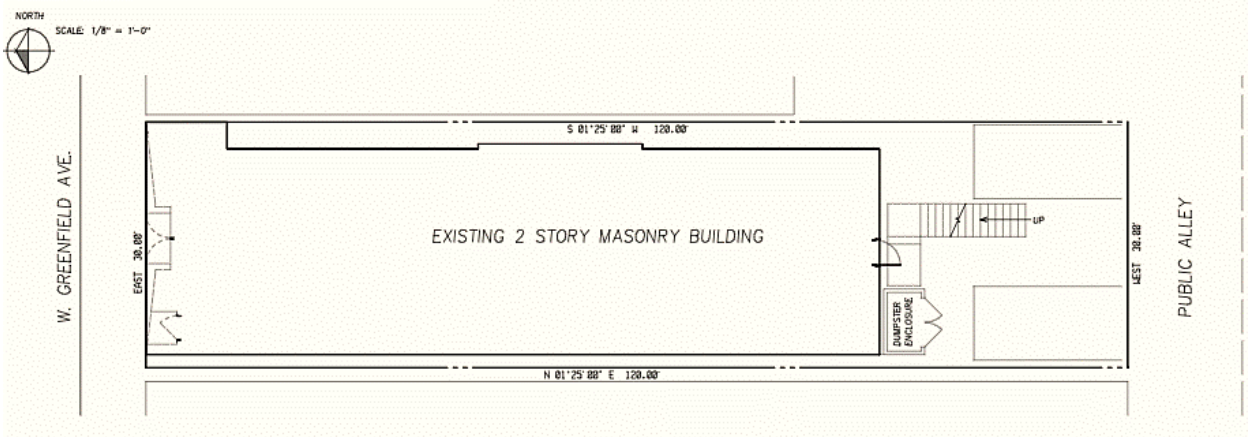 NORTH
SCALE: 1/8" = 1'-0"
S 01°25'00" W 120.00'
W. GREENFIELD AVE.
EAST 30.00'
EXISTING 2 STORY MASONRY BUILDING
UP
DUMPSTER
ENCLOSURE
WEST 30.00'
PUBLIC ALLEY
N 01°25'00" E 120.00'